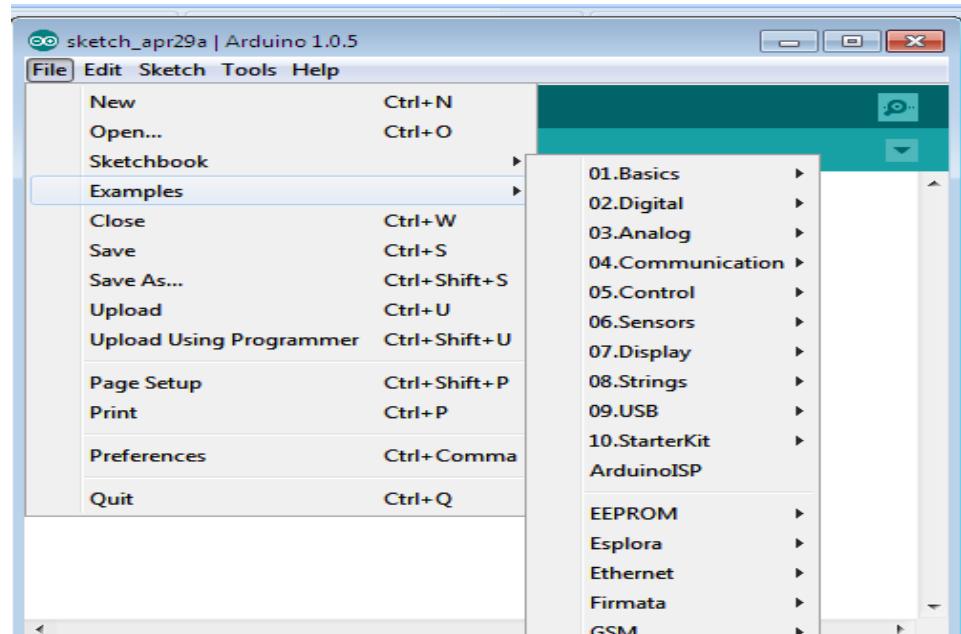 sketch_apr29a | Arduino 1.0.5
File Edit Sketch Tools Help
New Ctrl+N
Open... Ctrl+O
Sketchbook
Examples
Close Ctrl+W
Save Ctrl+S
Save As... Ctrl+Shift+S
Upload Ctrl+U
Upload Using Programmer Ctrl+Shift+U
Page Setup Ctrl+Shift+P
Print Ctrl+P
Preferences Ctrl+Comma
Quit Ctrl+Q
01.Basics
02.Digital
03.Analog
04.Communication
05.Control
06.Sensors
07.Display
08.Strings
09.USB
10.StarterKit
ArduinoISP
EEPROM
Esplora
Ethernet
Firmata
GSM